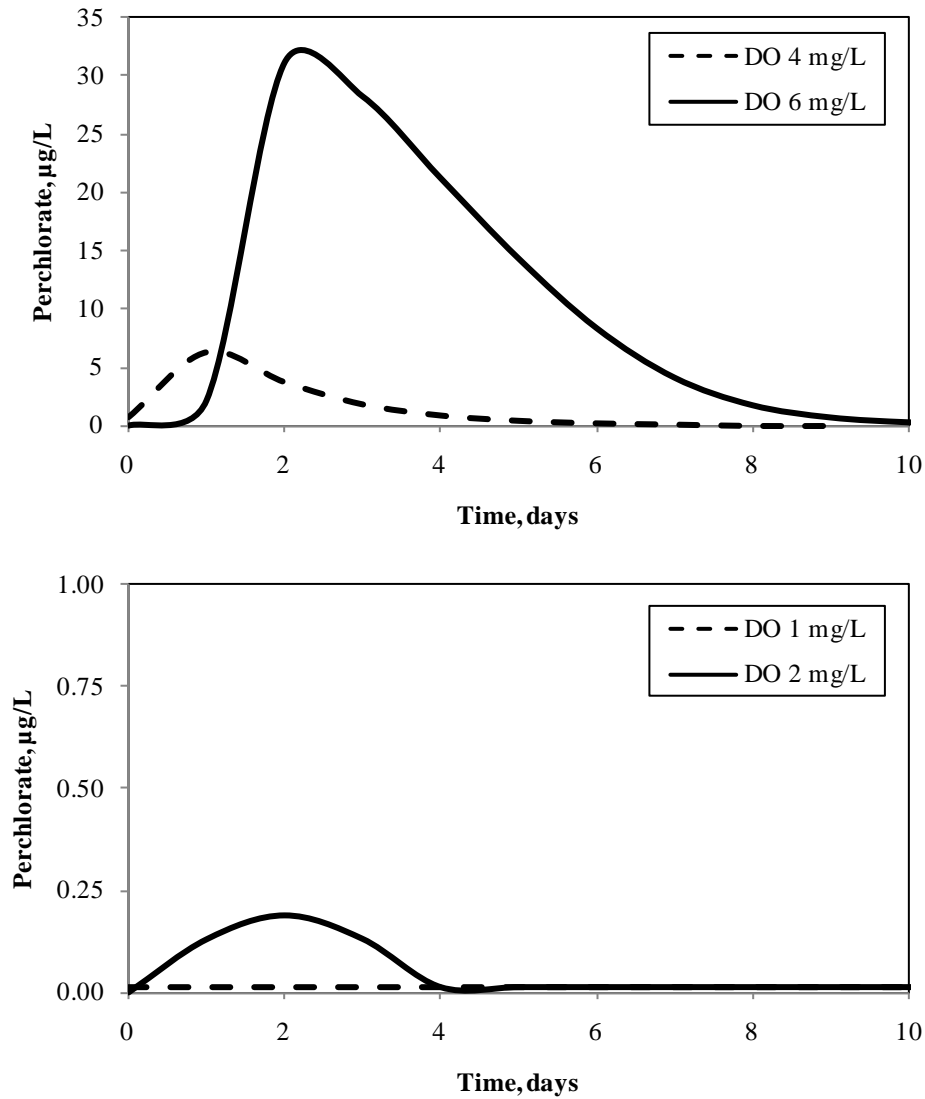 35
30
25
20
15
10
5
0
Perchlorate, µg/L
DO 4 mg/L
DO 6 mg/L
0 2 4 6 8 10
Time, days
1.00
0.75
0.50
0.25
0.00
Perchlorate, µg/L
DO 1 mg/L
DO 2 mg/L
0 2 4 6 8 10
Time, days